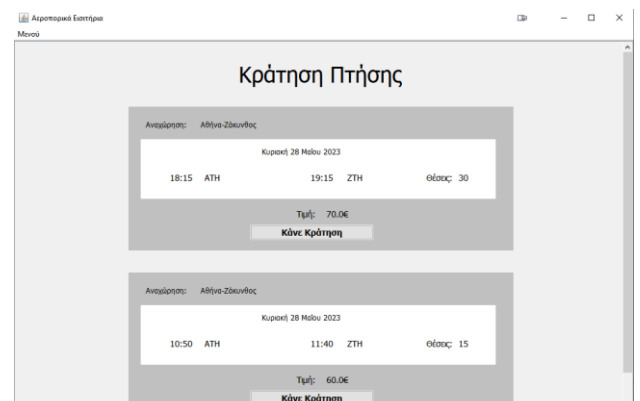 Αεροπορικά Εισιτήρια
Μενού
Κράτηση Πτήσης
Αναχώρηση: Αθήνα-Ζάκυνθος
Κυριακή 28 Μαΐου 2023
18:15 ATH 19:15 ZTH Θέσεις: 30
Τιμή: 70.0€
Κάνε Κράτηση
Αναχώρηση: Αθήνα-Ζάκυνθος
Κυριακή 28 Μαΐου 2023
10:50 ATH 11:40 ZTH Θέσεις: 15
Τιμή: 60.0€
Κάνε Κράτηση